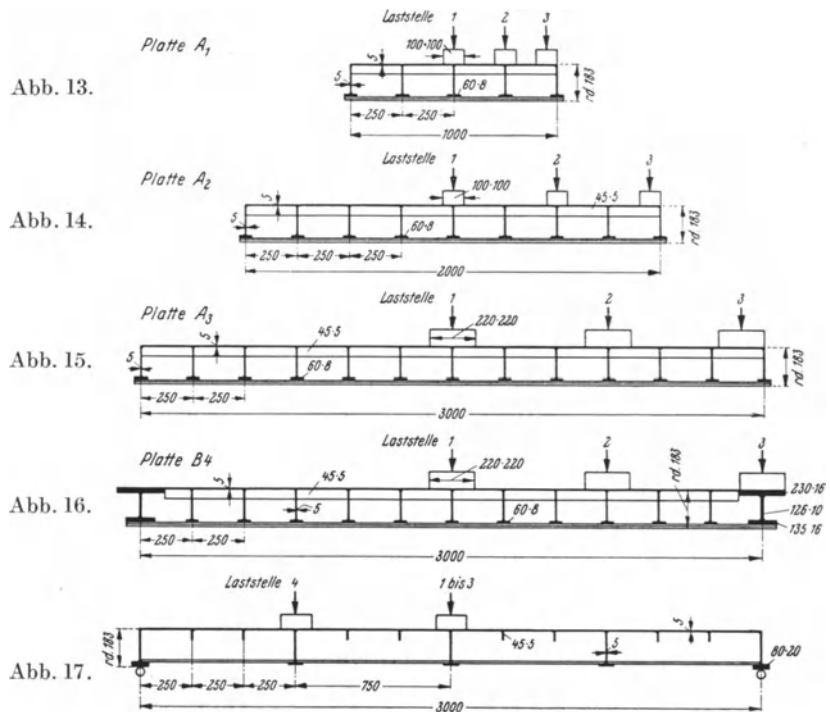 Laststelle 1 2 3
Platte A₁
100·100
5
Abb. 13.
5
60·8
rd. 183
250 250
1000
Laststelle 1 2 3
Platte A₂
100·100
45·5
5
Abb. 14.
5
60·8
rd. 183
250 250 250
2000
Laststelle 1 2 3
Platte A₃
220·220
45·5
5
Abb. 15.
5
60·8
rd. 183
250 250
3000
Laststelle 1 2 3
Platte B4
220·220
45·5
5
rd. 183
230·16
Abb. 16.
5
60·8
126·10
135·16
250 250
3000
Laststelle 4 1 bis 3
5
45·5
5
rd. 183
80·20
Abb. 17.
250 250 250 750
3000